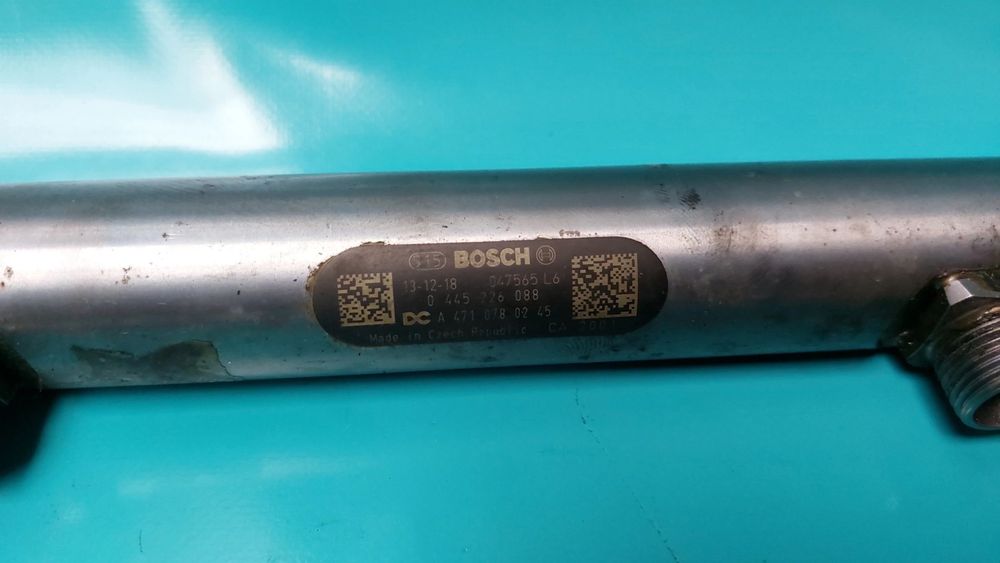 315 BOSCH
13-12-18 047565 L6
0 445 226 088
DC A 471 078 02 45
Made in Czech Republic CA